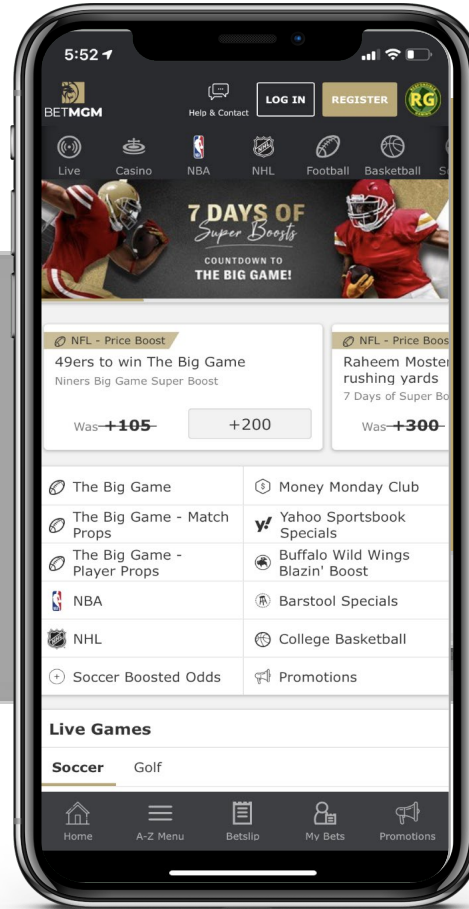 5:52
BETMGM
Help & Contact
LOG IN
REGISTER
RG
Live
Casino
NBA
NHL
Football
Basketball
7 DAYS OF
Super Boosts
COUNTDOWN TO
THE BIG GAME!
NFL - Price Boost
49ers to win The Big Game
Niners Big Game Super Boost
Was +105
+200
NFL - Price Boos
Raheem Moster
rushing yards
7 Days of Super Bo
Was +300
The Big Game
Money Monday Club
The Big Game - Match
Props
Yahoo Sportsbook
Specials
The Big Game -
Player Props
Buffalo Wild Wings
Blazin' Boost
NBA
Barstool Specials
NHL
College Basketball
Soccer Boosted Odds
Promotions
Live Games
Soccer
Golf
Home
A-Z Menu
Betslip
My Bets
Promotions